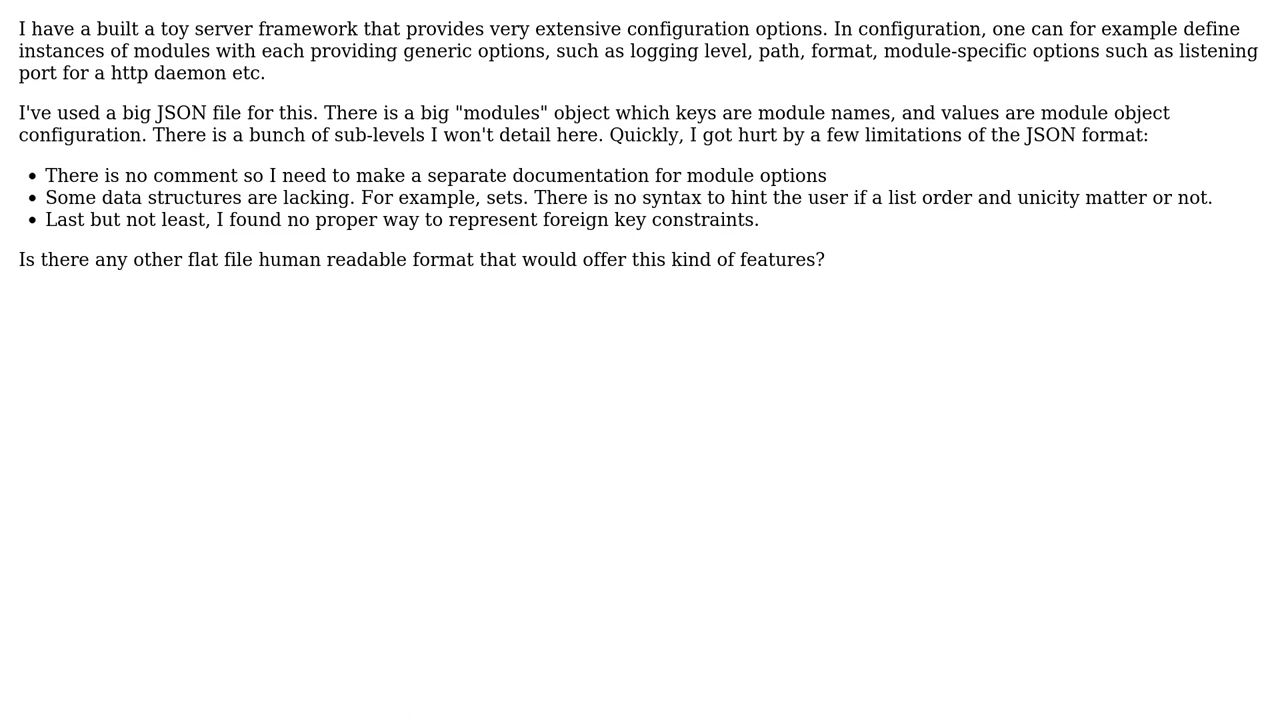 I have a built a toy server framework that provides very extensive configuration options. In configuration, one can for example define
instances of modules with each providing generic options, such as logging level, path, format, module-specific options such as listening
port for a http daemon etc.
I've used a big JSON file for this. There is a big "modules" object which keys are module names, and values are module object
configuration. There is a bunch of sub-levels I won't detail here. Quickly, I got hurt by a few limitations of the JSON format:
• There is no comment so I need to make a separate documentation for module options
• Some data structures are lacking. For example, sets. There is no syntax to hint the user if a list order and unicity matter or not.
• Last but not least, I found no proper way to represent foreign key constraints.
Is there any other flat file human readable format that would offer this kind of features?